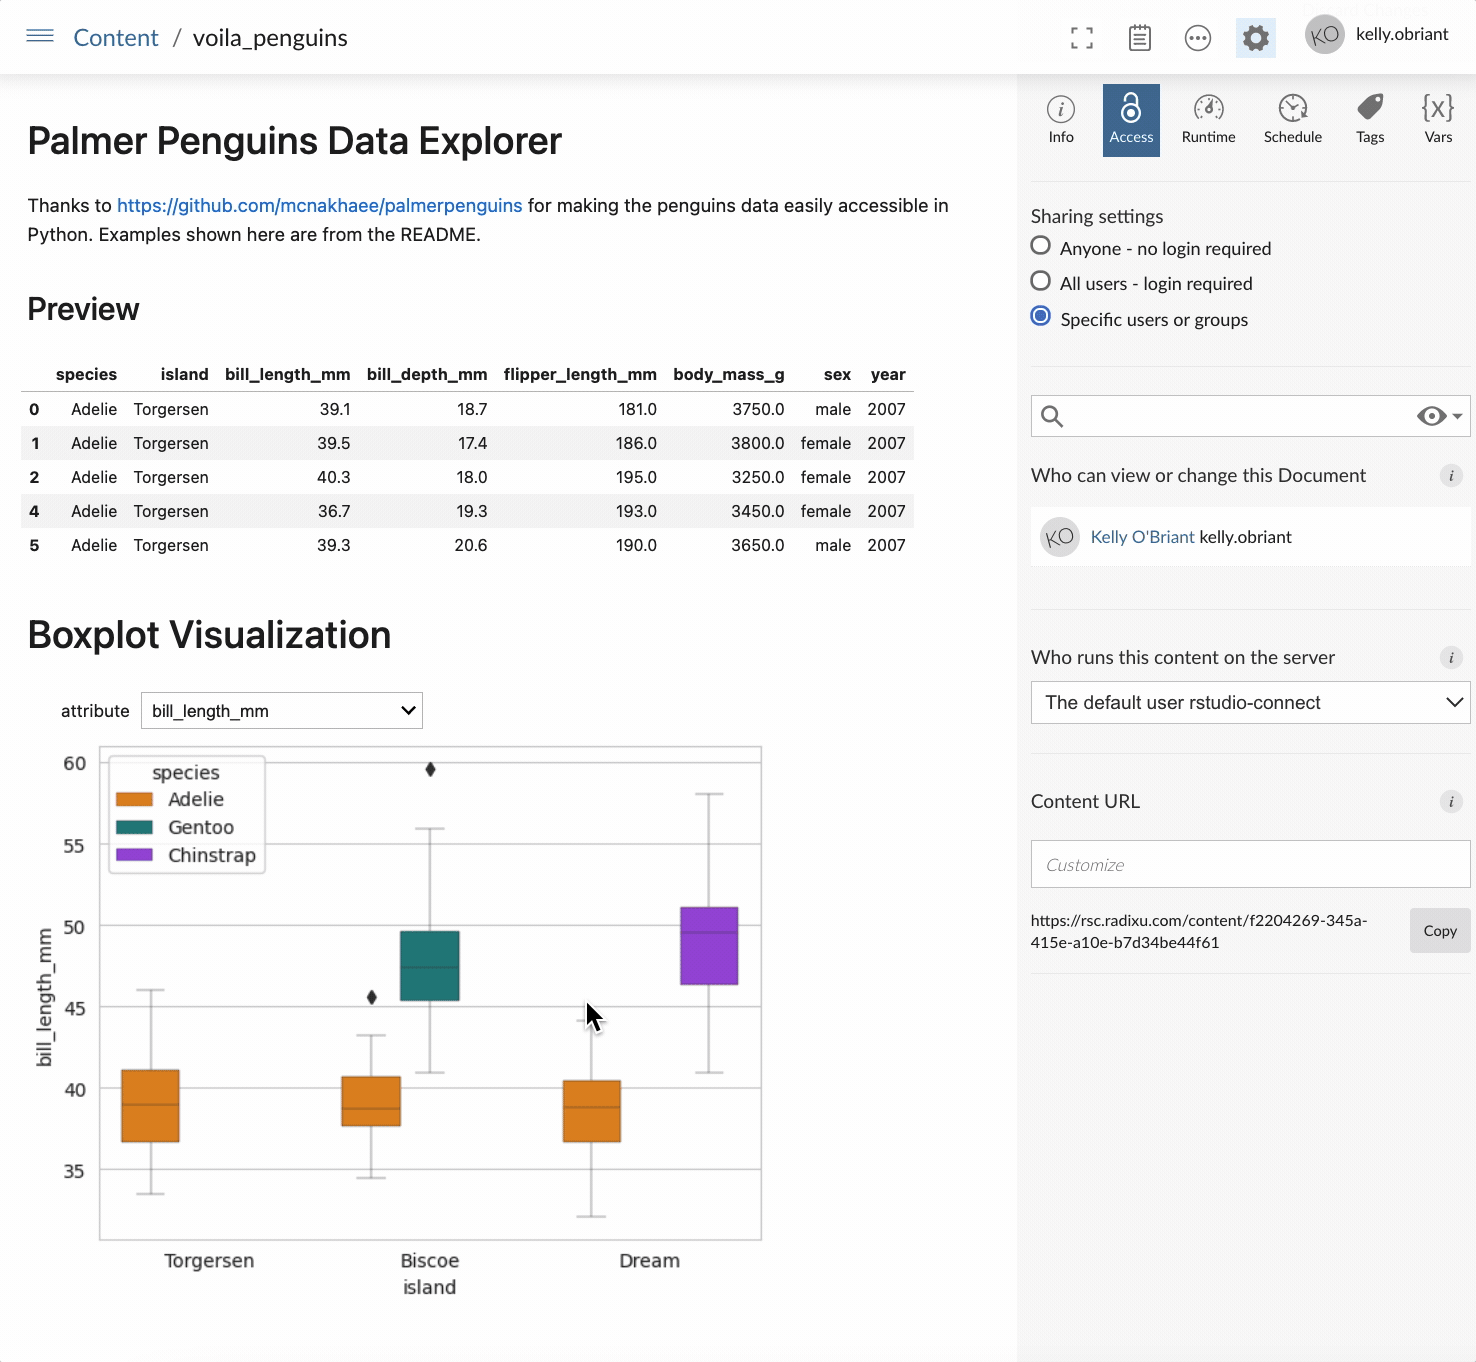 Content / voila_penguins
KO kelly.obriant
Palmer Penguins Data Explorer
Thanks to https://github.com/mcnakhaee/palmerpenguins for making the penguins data easily accessible in
Python. Examples shown here are from the README.
Preview
species island bill_length_mm bill_depth_mm flipper_length_mm body_mass_g sex year
0 Adelie Torgersen 39.1 18.7 181.0 3750.0 male 2007
1 Adelie Torgersen 39.5 17.4 186.0 3800.0 female 2007
2 Adelie Torgersen 40.3 18.0 195.0 3250.0 female 2007
4 Adelie Torgersen 36.7 19.3 193.0 3450.0 female 2007
5 Adelie Torgersen 39.3 20.6 190.0 3650.0 male 2007
Boxplot Visualization
attribute bill_length_mm
60
55
50
45
40
35
bill_length_mm
species
Adelie
Gentoo
Chinstrap
Torgersen Biscoe Dream
island
Info Access Runtime Schedule Tags {x} Vars
Sharing settings
Anyone - no login required
All users - login required
Specific users or groups
Who can view or change this Document i
KO Kelly O'Briant kelly.obriant
Who runs this content on the server i
The default user rstudio-connect
Content URL i
Customize
https://rsc.radixu.com/content/f2204269-345a-
415e-a10e-b7d34be44f61
Copy